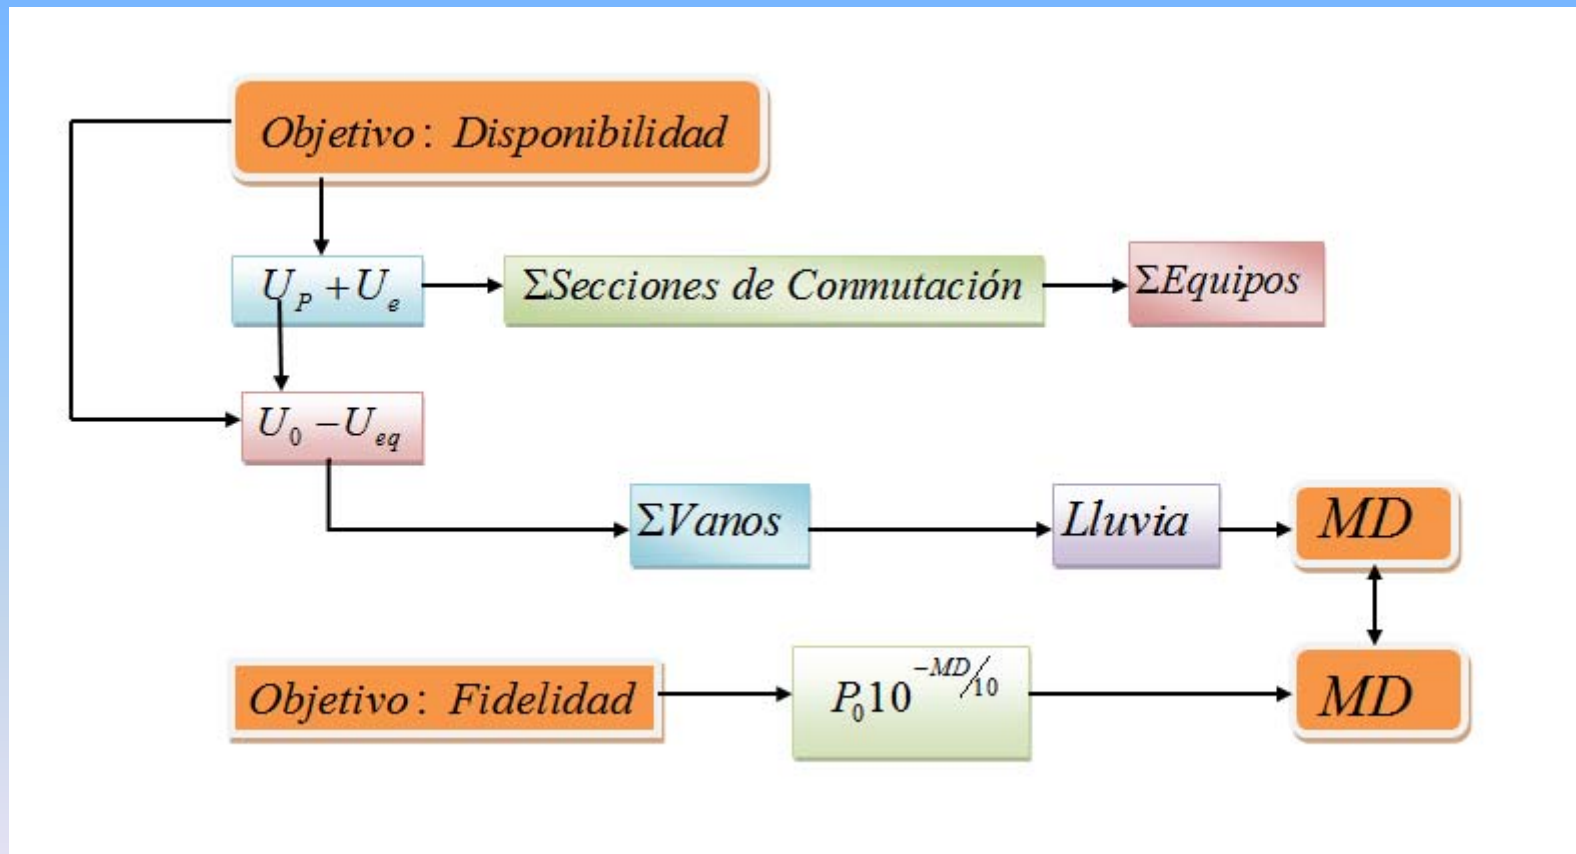 Objetivo: Disponibilidad
U_P + U_e
ΣSecciones de Conmutación
ΣEquipos
U_0 − U_eq
ΣVanos
Lluvia
MD
Objetivo: Fidelidad
P_0 10^(−MD/10)
MD